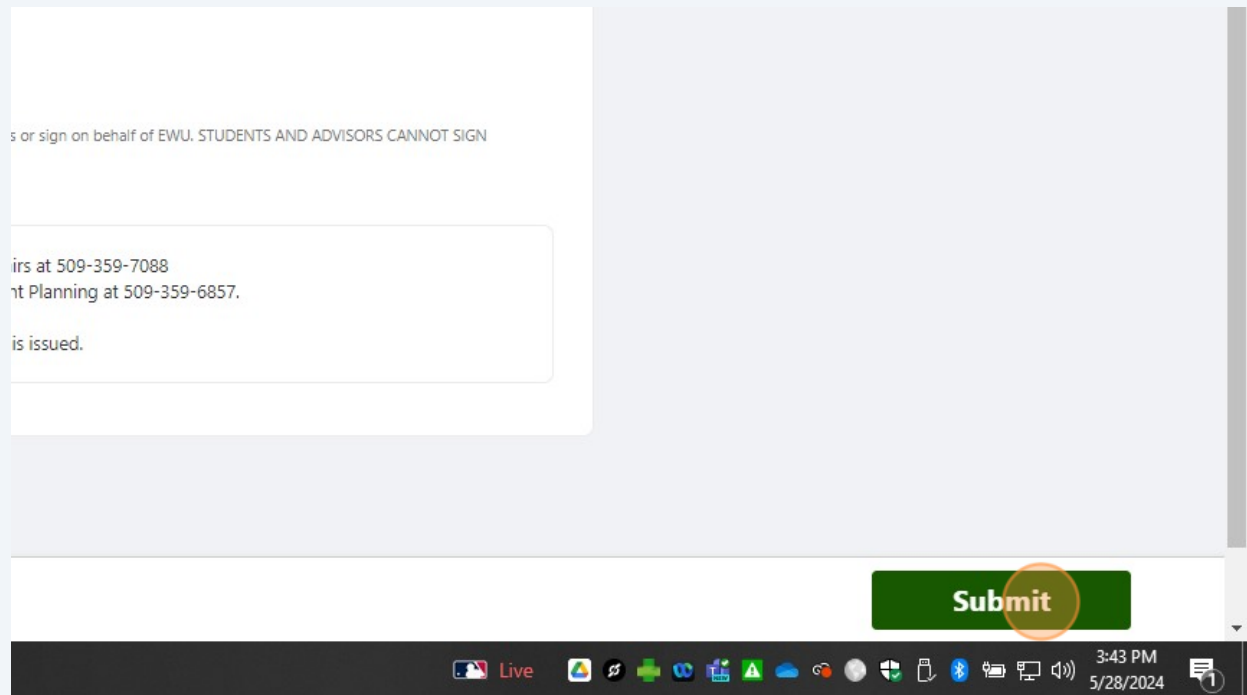 s or sign on behalf of EWU. STUDENTS AND ADVISORS CANNOT SIGN
irs at 509-359-7088
nt Planning at 509-359-6857.
is issued.
Submit
Live
3:43 PM
5/28/2024
1